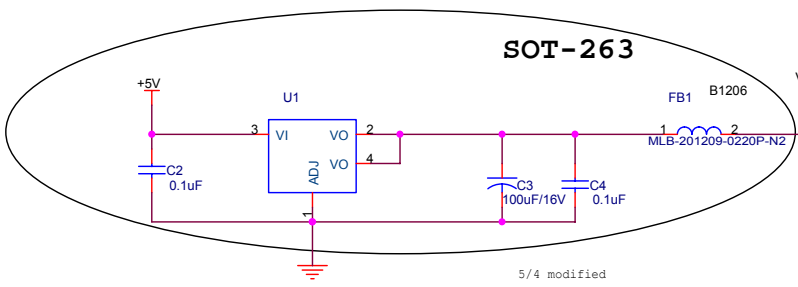 SOT-263
+5V
U1
FB1
B1206
3
VI
VO
2
1
2
MLB-201209-0220P-N2
VO
4
ADJ
C2
0.1uF
C3
100uF/16V
C4
0.1uF
1
5/4 modified